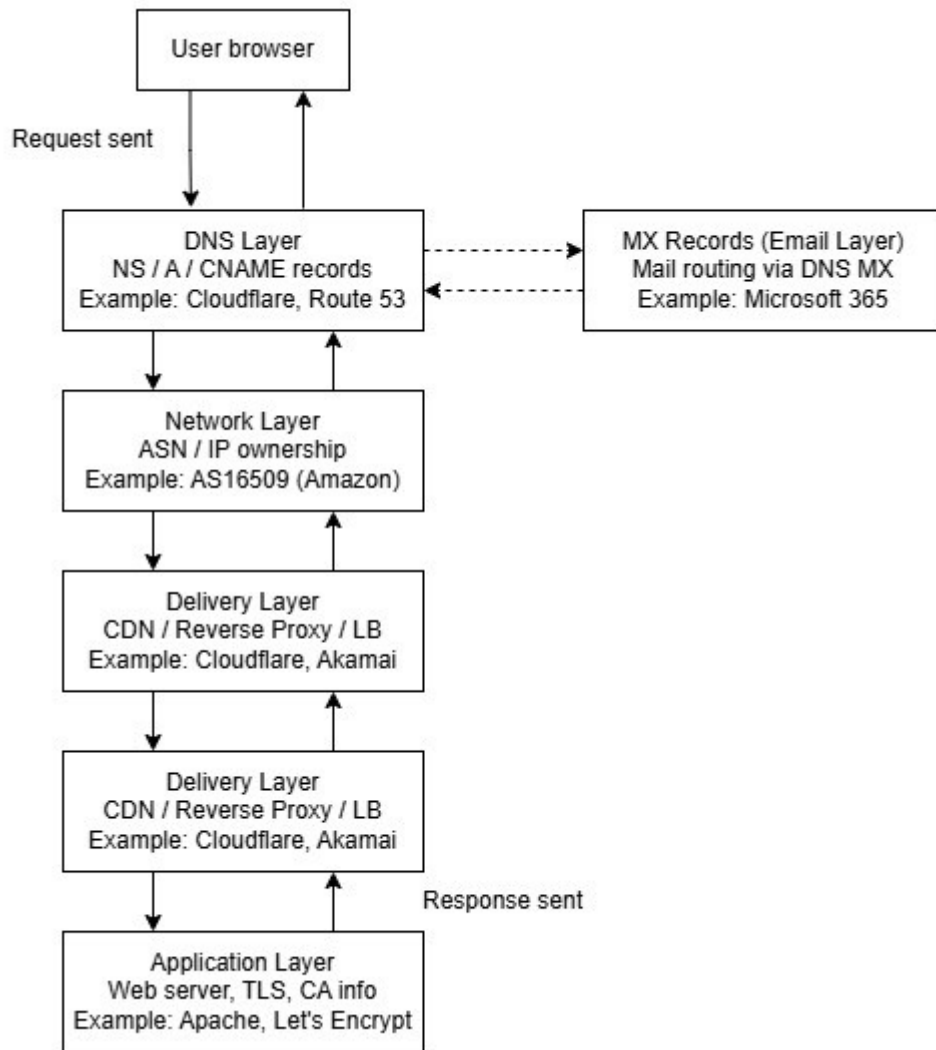 User browser
Request sent
DNS Layer
NS / A / CNAME records
Example: Cloudflare, Route 53
MX Records (Email Layer)
Mail routing via DNS MX
Example: Microsoft 365
Network Layer
ASN / IP ownership
Example: AS16509 (Amazon)
Delivery Layer
CDN / Reverse Proxy / LB
Example: Cloudflare, Akamai
Delivery Layer
CDN / Reverse Proxy / LB
Example: Cloudflare, Akamai
Response sent
Application Layer
Web server, TLS, CA info
Example: Apache, Let's Encrypt